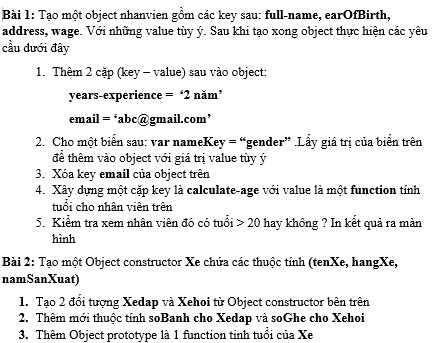 Bài 1: Tạo một object nhanvien gồm các key sau: full-name, earOfBirth,
address, wage. Với những value tùy ý. Sau khi tạo xong object thực hiện các yêu
cầu dưới đây
1. Thêm 2 cặp (key – value) sau vào object:
years-experience = ‘2 năm’
email = ‘abc@gmail.com’
2. Cho một biến sau: var nameKey = “gender” .Lấy giá trị của biến trên
để thêm vào object với giá trị value tùy ý
3. Xóa key email của object trên
4. Xây dựng một cặp key là calculate-age với value là một function tính
tuổi cho nhân viên trên
5. Kiểm tra xem nhân viên đó có tuổi > 20 hay không ? In kết quả ra màn
hình
Bài 2: Tạo một Object constructor Xe chứa các thuộc tính (tenXe, hangXe,
namSanXuat)
1. Tạo 2 đối tượng Xedap và Xehoi từ Object constructor bên trên
2. Thêm mới thuộc tính soBanh cho Xedap và soGhe cho Xehoi
3. Thêm Object prototype là 1 function tinh tuổi của Xe